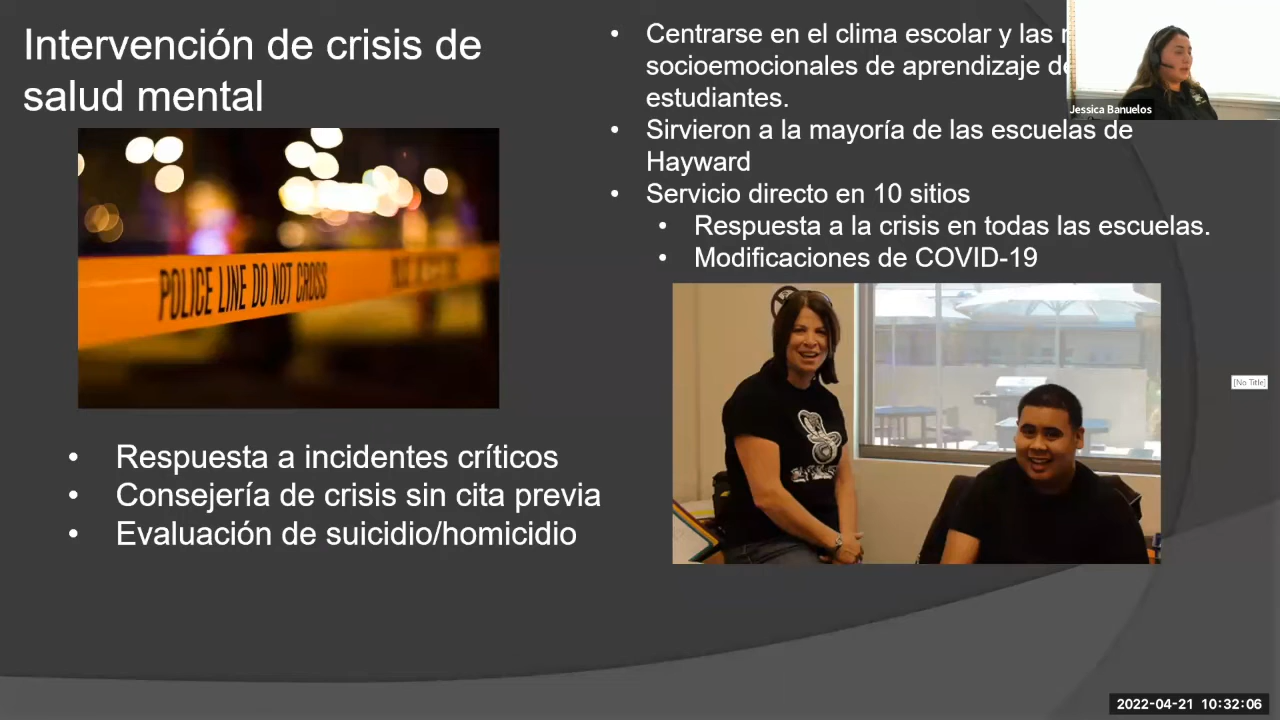 Intervención de crisis de
salud mental
POLICE LINE DO NOT CROSS
Respuesta a incidentes críticos
Consejería de crisis sin cita previa
Evaluación de suicidio/homicidio
Centrarse en el clima escolar y las
socioemocionales de aprendizaje
estudiantes.
Sirvieron a la mayoría de las escuelas de
Hayward
Servicio directo en 10 sitios
Respuesta a la crisis en todas las escuelas.
Modificaciones de COVID-19
Jessica Banuelos
[No Title]
2022-04-21 10:32:06